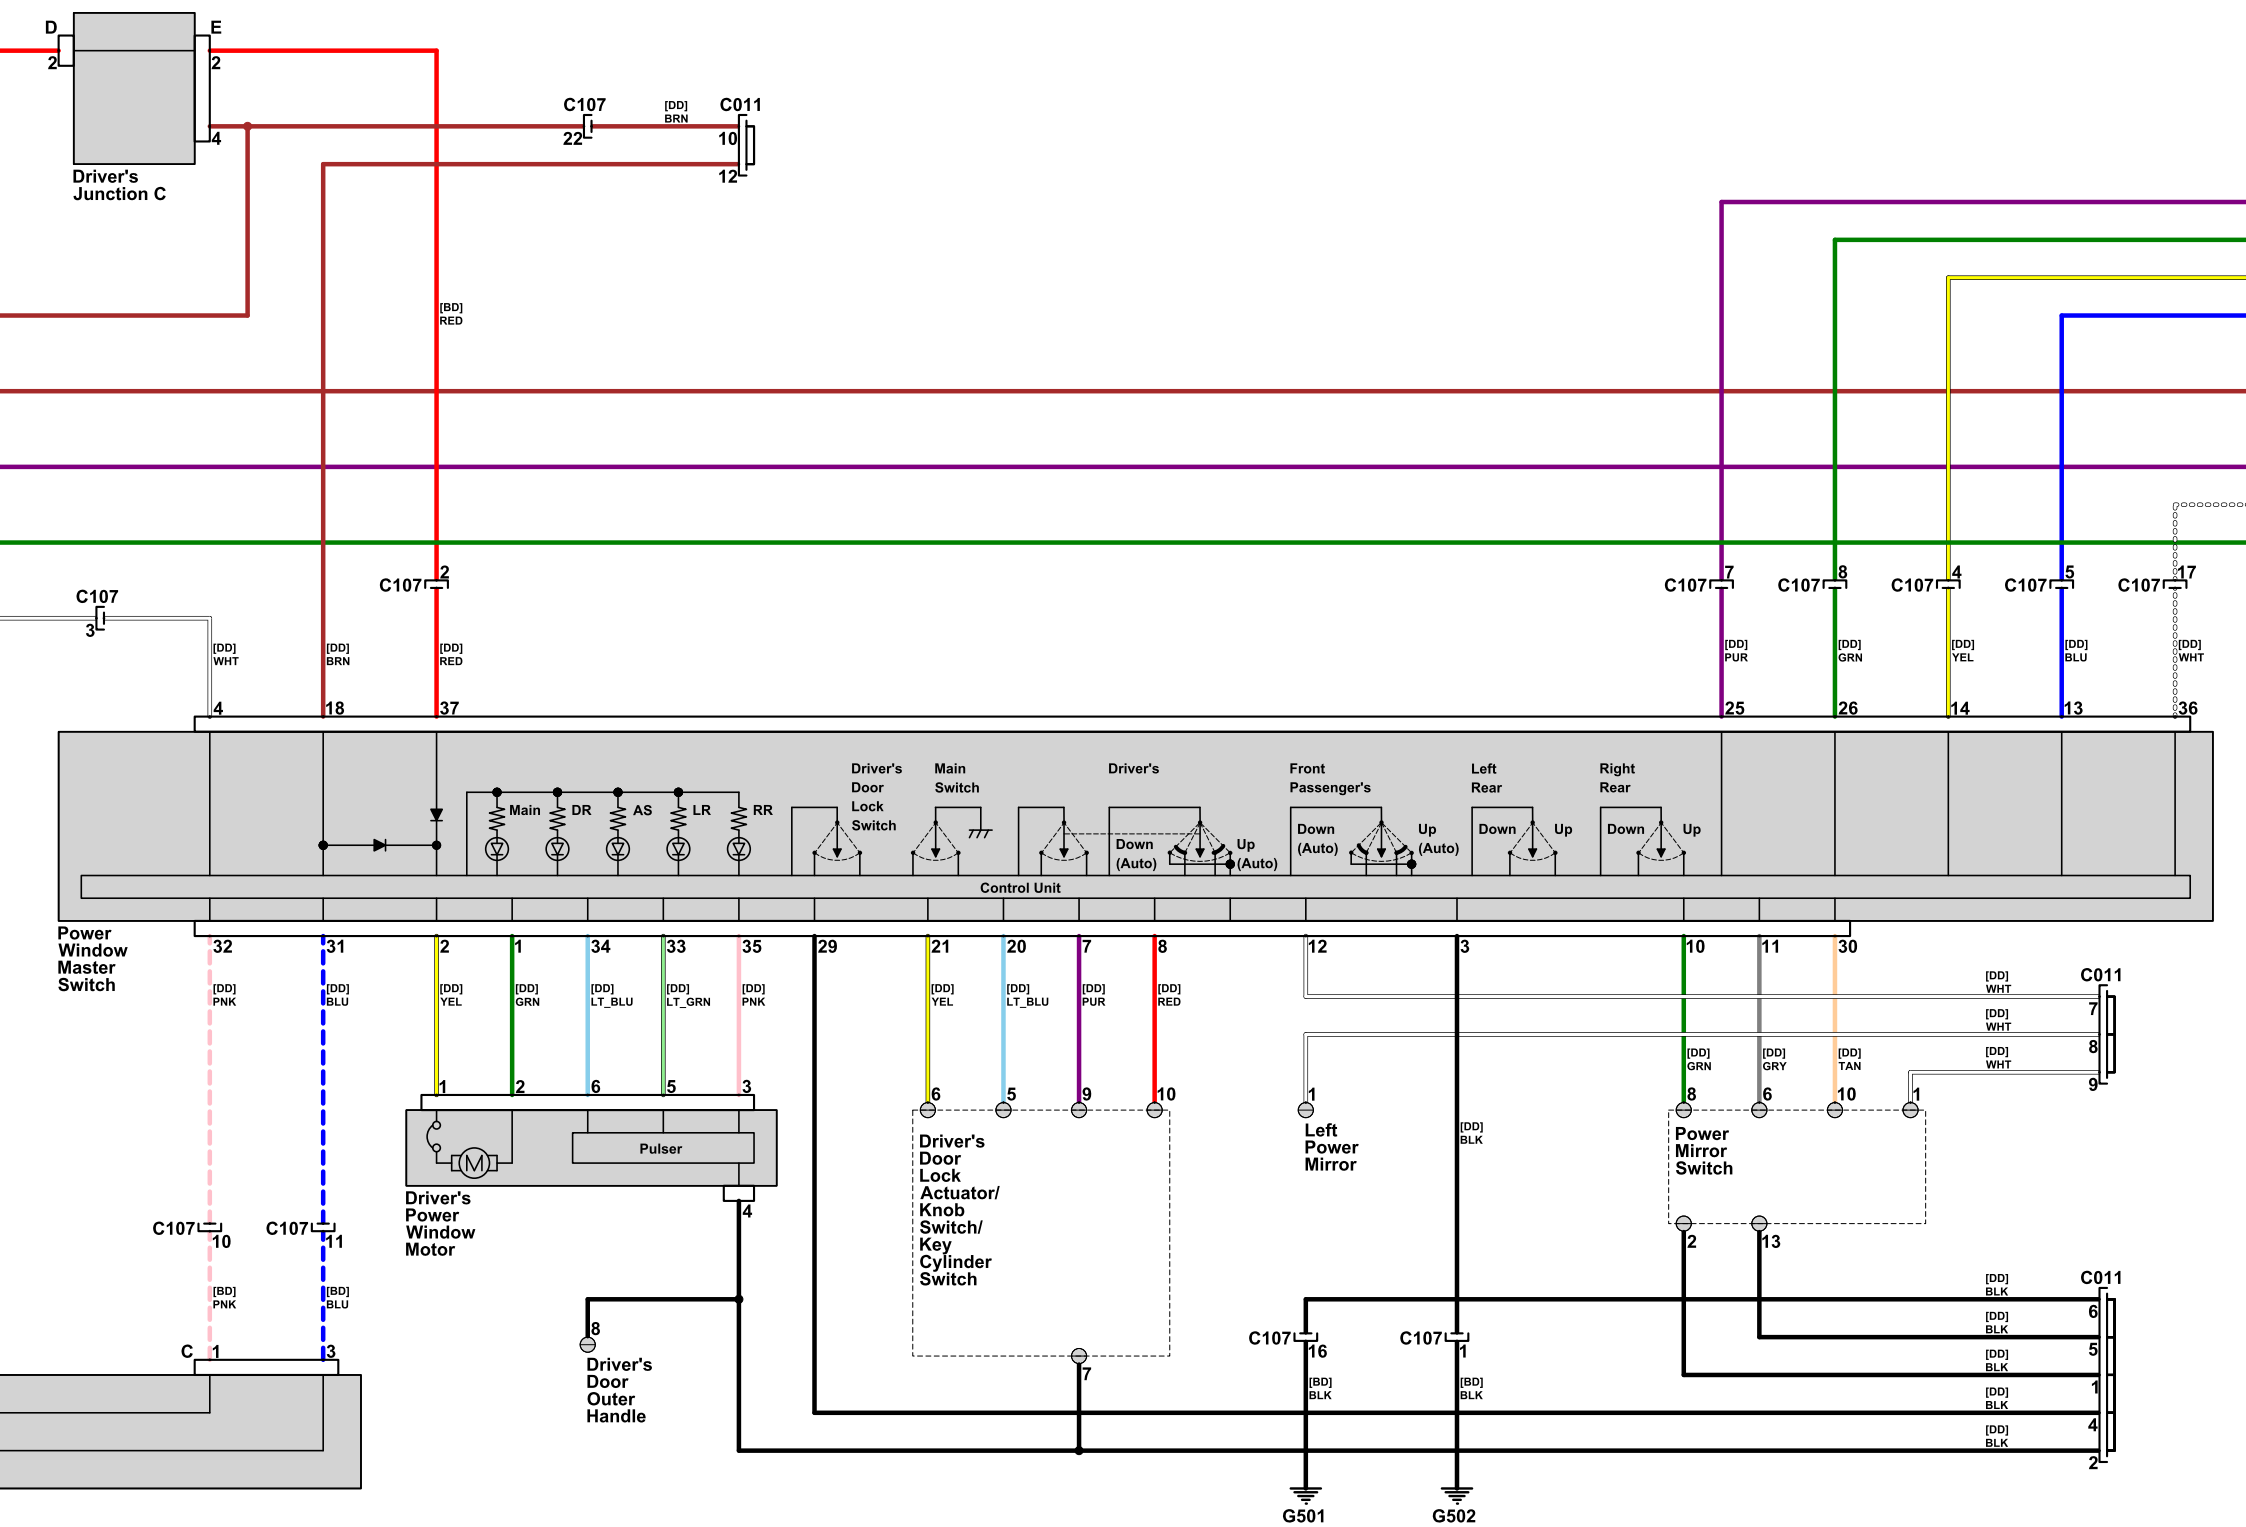 D
E
2
2
4
Driver's
Junction C
C107
22
[DD]
BRN
C011
10
12
[BD]
RED
C107
3
C107
2
C107
7
C107
8
C107
4
C107
5
C107
17
[DD]
WHT
[DD]
BRN
[DD]
RED
[DD]
PUR
[DD]
GRN
[DD]
YEL
[DD]
BLU
[DD]
WHT
4
18
37
25
26
14
13
36
Main
DR
AS
LR
RR
Driver's
Door
Lock
Switch
Main
Switch
Driver's
Down
(Auto)
Up
(Auto)
Front
Passenger's
Down
(Auto)
Up
(Auto)
Left
Rear
Down
Up
Right
Rear
Down
Up
Control Unit
Power
Window
Master
Switch
32
31
2
1
34
33
35
29
21
20
7
8
12
3
10
11
30
[DD]
PNK
[DD]
BLU
[DD]
YEL
[DD]
GRN
[DD]
LT_BLU
[DD]
LT_GRN
[DD]
PNK
[DD]
YEL
[DD]
LT_BLU
[DD]
PUR
[DD]
RED
[DD]
WHT
[DD]
WHT
[DD]
WHT
C011
7
8
9
[DD]
GRN
[DD]
GRY
[DD]
TAN
1
2
6
5
3
6
5
9
10
1
8
6
10
1
M
Pulser
4
Driver's
Power
Window
Motor
Driver's
Door
Lock
Actuator/
Knob
Switch/
Key
Cylinder
Switch
7
Left
Power
Mirror
[DD]
BLK
Power
Mirror
Switch
2
13
C107
10
C107
11
[BD]
PNK
[BD]
BLU
C
1
3
8
Driver's
Door
Outer
Handle
C107
16
C107
1
[BD]
BLK
[BD]
BLK
G501
G502
C011
[DD]
BLK
6
[DD]
BLK
5
[DD]
BLK
1
[DD]
BLK
4
[DD]
BLK
2